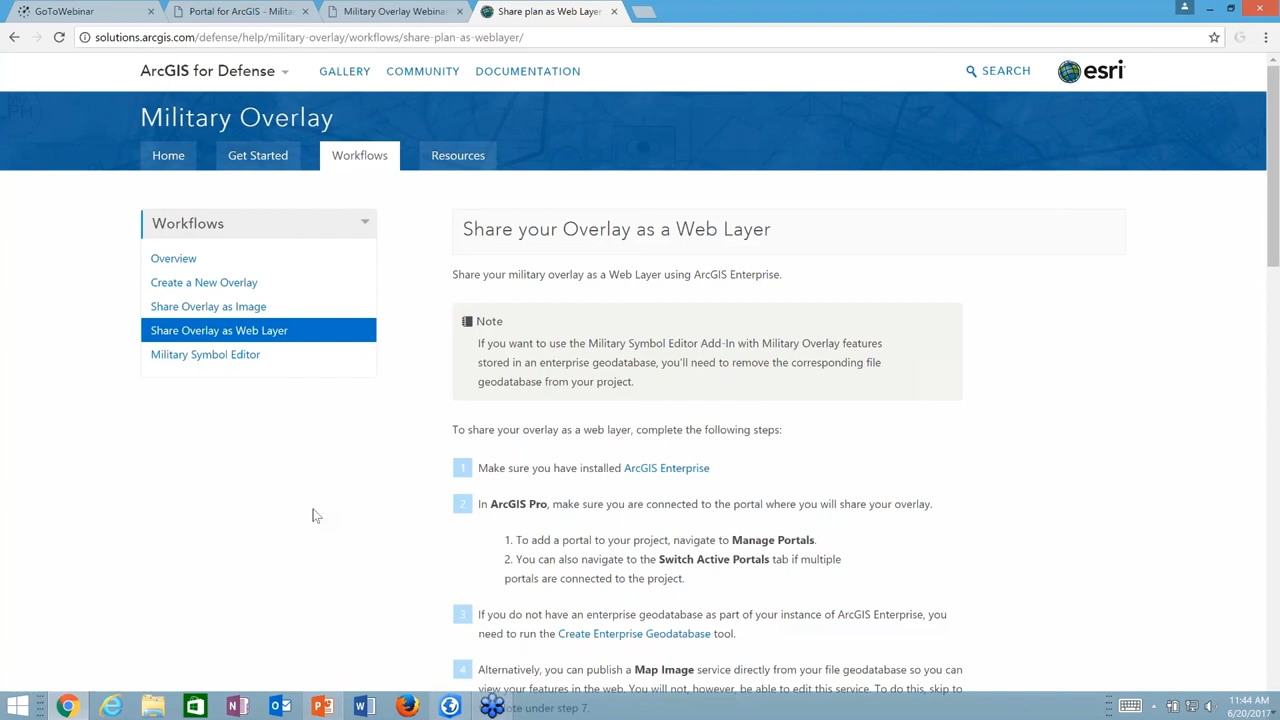 GoToWebinar
Portal for ArcGIS - Milita
Military Overlay Webina
Share plan as Web Layer
solutions.arcgis.com/defense/help/military-overlay/workflows/share-plan-as-weblayer/
ArcGIS for Defense
GALLERY
COMMUNITY
DOCUMENTATION
SEARCH
esri
Military Overlay
Home
Get Started
Workflows
Resources
Workflows
Overview
Create a New Overlay
Share Overlay as Image
Share Overlay as Web Layer
Military Symbol Editor
Share your Overlay as a Web Layer
Share your military overlay as a Web Layer using ArcGIS Enterprise.
Note
If you want to use the Military Symbol Editor Add-In with Military Overlay features
stored in an enterprise geodatabase, you'll need to remove the corresponding file
geodatabase from your project.
To share your overlay as a web layer, complete the following steps:
1 Make sure you have installed ArcGIS Enterprise
2 In ArcGIS Pro, make sure you are connected to the portal where you will share your overlay.
1. To add a portal to your project, navigate to Manage Portals.
2. You can also navigate to the Switch Active Portals tab if multiple
portals are connected to the project.
3 If you do not have an enterprise geodatabase as part of your instance of ArcGIS Enterprise, you
need to run the Create Enterprise Geodatabase tool.
4 Alternatively, you can publish a Map Image service directly from your file geodatabase so you can
view your features in the web. You will not, however, be able to edit this service. To do this, skip to
note under step 7.
11:44 AM
6/20/2017